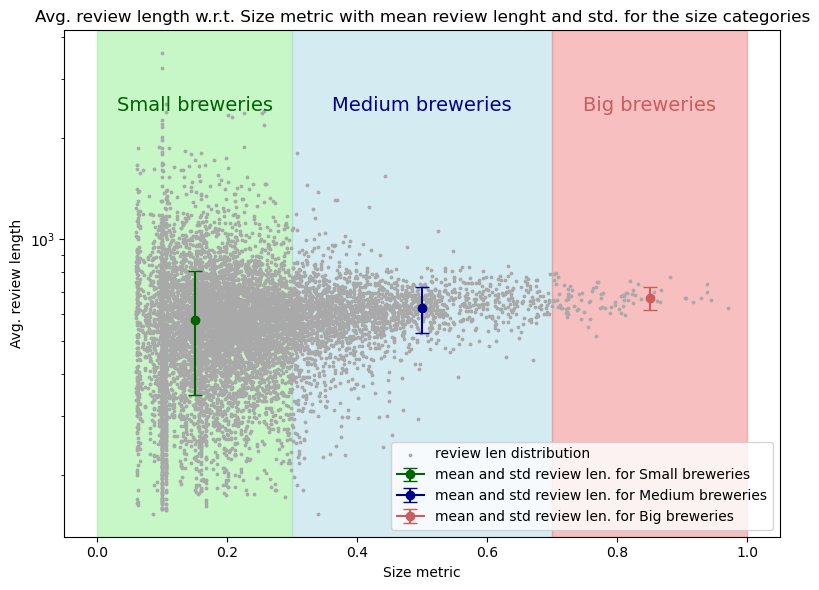 Avg. review length w.r.t. Size metric with mean review lenght and std. for the size categories
Small breweries
Medium breweries
Big breweries
Avg. review length
10³
review len distribution
mean and std review len. for Small breweries
mean and std review len. for Medium breweries
mean and std review len. for Big breweries
0.0 0.2 0.4 0.6 0.8 1.0
Size metric